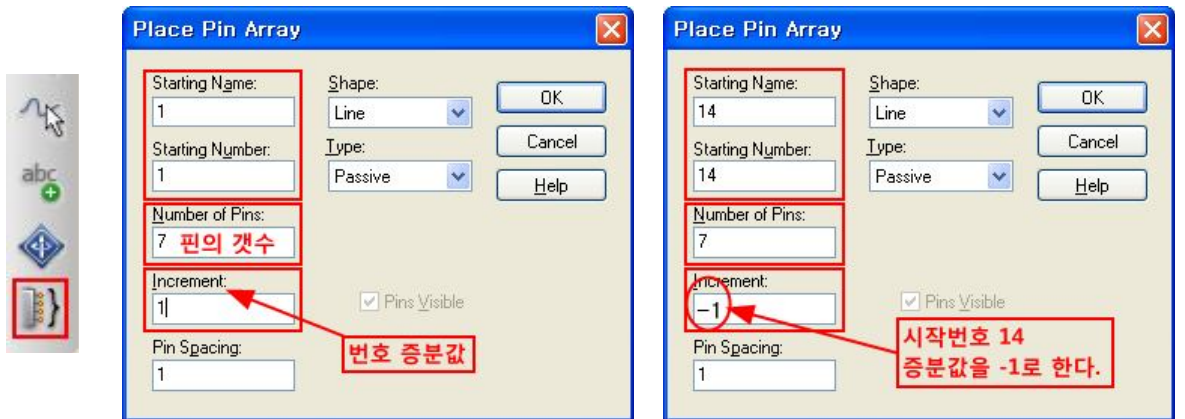 abc
Place Pin Array
Starting Name:
1
Starting Number:
1
Number of Pins:
7 핀의 갯수
Increment:
1
번호 증분값
Pin Spacing:
1
Shape:
Line
Type:
Passive
Pins Visible
OK
Cancel
Help
Place Pin Array
Starting Name:
14
Starting Number:
14
Number of Pins:
7
Increment:
-1
시작번호 14
증분값을 -1로 한다.
Pin Spacing:
1
Shape:
Line
Type:
Passive
Pins Visible
OK
Cancel
Help